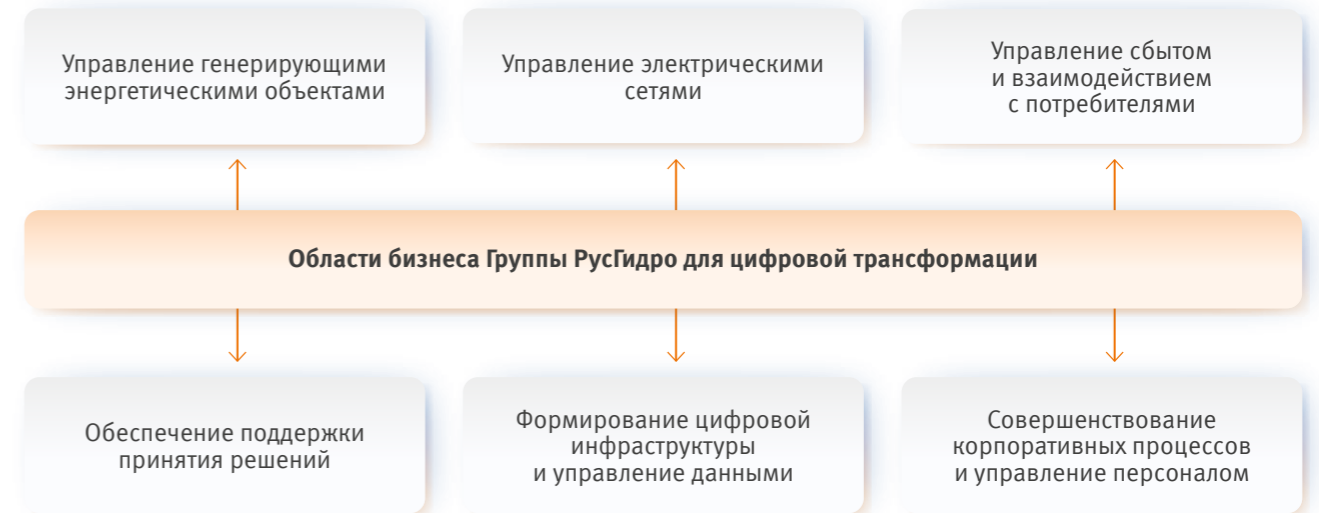 Управление генерирующими
энергетическими объектами
Управление электрическими
сетями
Управление сбытом
и взаимодействием
с потребителями
Области бизнеса Группы РусГидро для цифровой трансформации
Обеспечение поддержки
принятия решений
Формирование цифровой
инфраструктуры
и управление данными
Совершенствование
корпоративных процессов
и управление персоналом